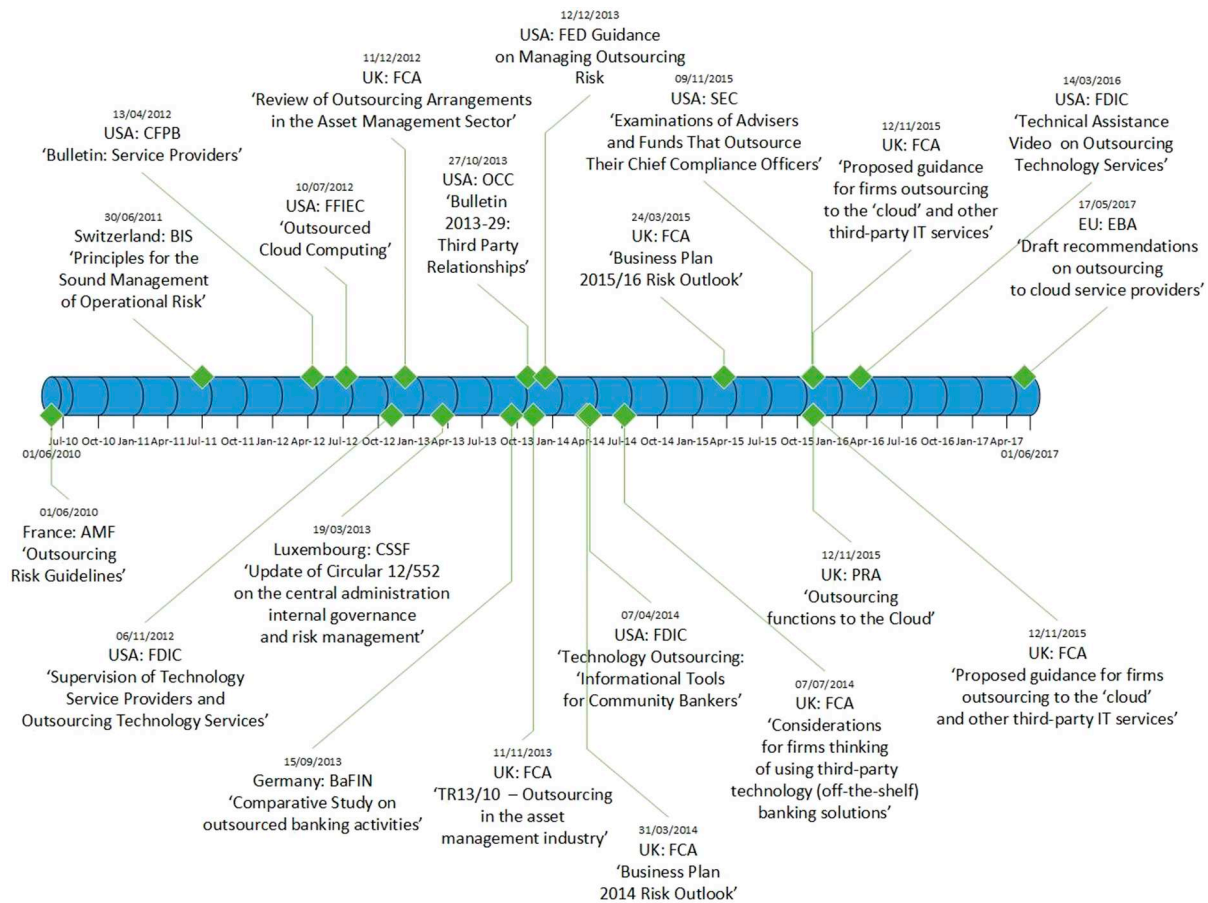 12/12/2013
USA: FED Guidance
on Managing Outsourcing
Risk
11/12/2012
UK: FCA
‘Review of Outsourcing Arrangements
in the Asset Management Sector’
09/11/2015
USA: SEC
‘Examinations of Advisers
and Funds That Outsource
Their Chief Compliance Officers’
14/03/2016
USA: FDIC
‘Technical Assistance
Video on Outsourcing
Technology Services’
13/04/2012
USA: CFPB
‘Bulletin: Service Providers’
12/11/2015
UK: FCA
‘Proposed guidance
for firms outsourcing
to the ‘cloud’ and other
third-party IT services’
27/10/2013
USA: OCC
‘Bulletin
2013-29:
Third Party
Relationships’
10/07/2012
USA: FFIEC
‘Outsourced
Cloud Computing’
30/06/2011
Switzerland: BIS
‘Principles for the
Sound Management
of Operational Risk’
24/03/2015
UK: FCA
‘Business Plan
2015/16 Risk Outlook’
17/05/2017
EU: EBA
‘Draft recommendations
on outsourcing
to cloud service providers’
Jul-10 Oct-10 Jan-11 Apr-11 Jul-11 Oct-11 Jan-12 Apr-12 Jul-12 Oct-12 Jan-13 Apr-13 Jul-13 Oct-13 Jan-14 Apr-14 Jul-14 Oct-14 Jan-15 Apr-15 Jul-15 Oct-15 Jan-16 Apr-16 Jul-16 Oct-16 Jan-17 Apr-17
01/06/2010
01/06/2017
01/06/2010
France: AMF
‘Outsourcing
Risk Guidelines’
19/03/2013
Luxembourg: CSSF
‘Update of Circular 12/552
on the central administration
internal governance
and risk management’
12/11/2015
UK: PRA
‘Outsourcing
functions to the Cloud’
06/11/2012
USA: FDIC
‘Supervision of Technology
Service Providers and
Outsourcing Technology Services’
07/04/2014
USA: FDIC
‘Technology Outsourcing:
‘Informational Tools
for Community Bankers’
12/11/2015
UK: FCA
‘Proposed guidance for firms
outsourcing to the ‘cloud’
and other third-party IT services’
07/07/2014
UK: FCA
‘Considerations
for firms thinking
of using third-party
technology (off-the-shelf)
banking solutions’
15/09/2013
Germany: BaFIN
‘Comparative Study on
outsourced banking activities’
11/11/2013
UK: FCA
‘TR13/10 – Outsourcing
in the asset
management industry’
31/03/2014
UK: FCA
‘Business Plan
2014 Risk Outlook’